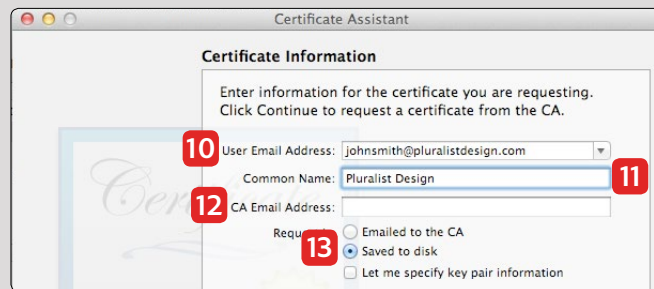 Certificate Assistant
Certificate Information
Enter information for the certificate you are requesting.
Click Continue to request a certificate from the CA.
10 User Email Address: johnsmith@pluralistdesign.com
Common Name: Pluralist Design 11
12 CA Email Address:
Emailed to the CA
13 Saved to disk
Let me specify key pair information